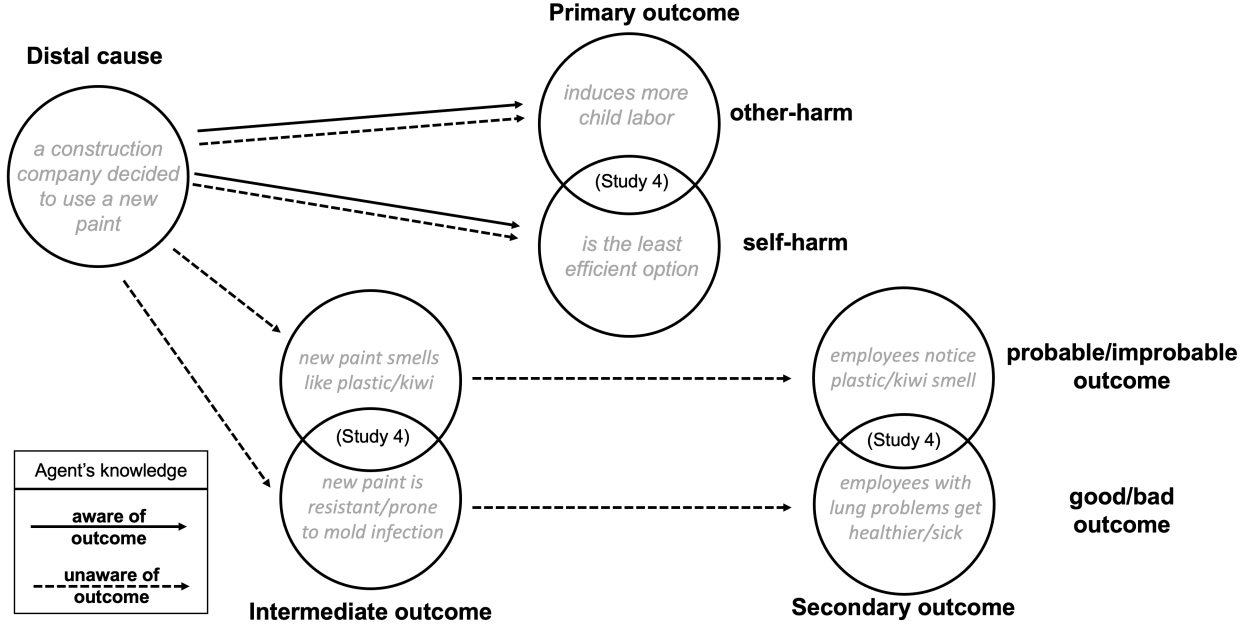 Primary outcome
Distal cause
a construction
company decided
to use a new
paint
induces more
child labor
other-harm
(Study 4)
is the least
efficient option
self-harm
new paint smells
like plastic/kiwi
(Study 4)
new paint is
resistant/prone
to mold infection
Intermediate outcome
employees notice
plastic/kiwi smell
probable/improbable
outcome
(Study 4)
employees with
lung problems get
healthier/sick
good/bad
outcome
Secondary outcome
Agent's knowledge
aware of
outcome
unaware of
outcome